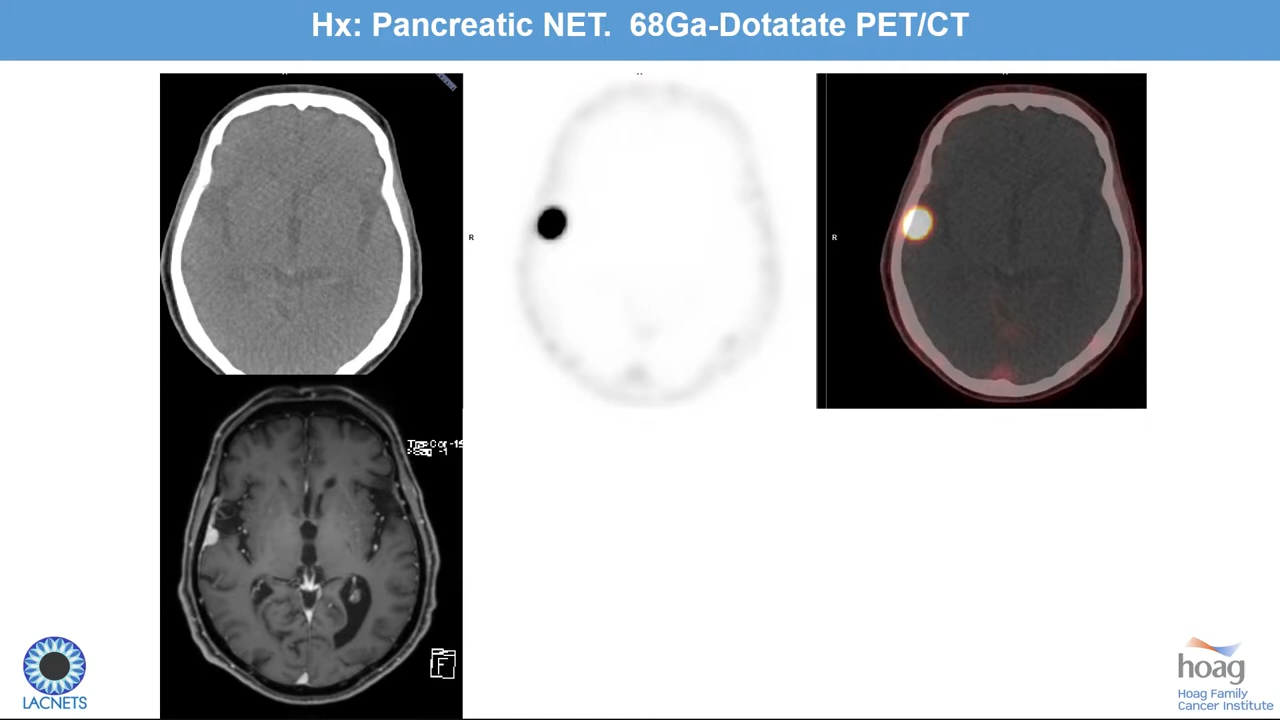 Hx: Pancreatic NET.  68Ga-Dotatate PET/CT
R
R
F
LACNETS
hoag
Hoag Family
Cancer Institute